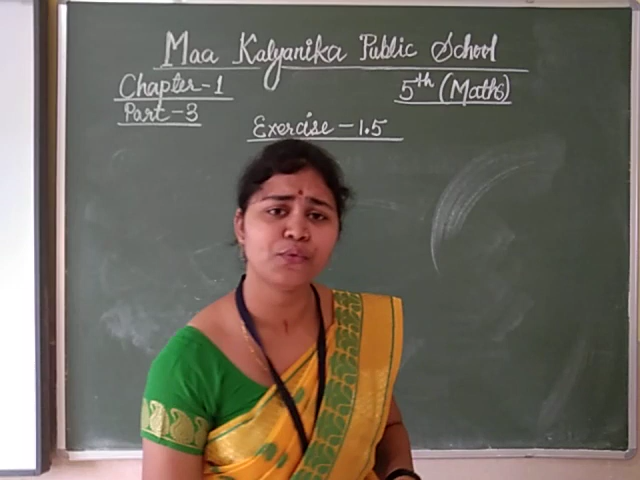 Maa Kalyanika Public School
Chapter-1
5th (Maths)
Part-3
Exercise-1.5